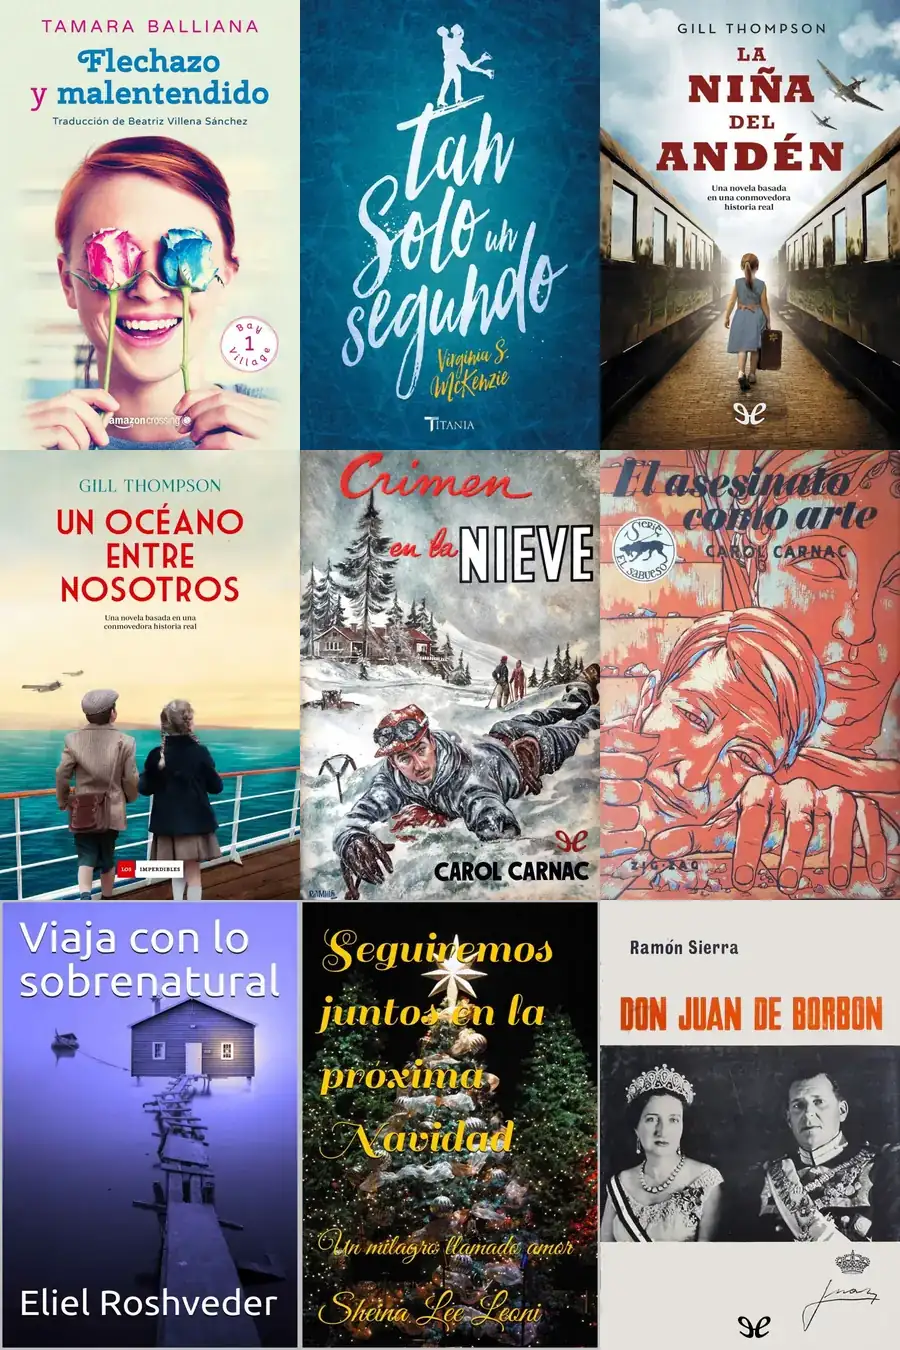 TAMARA BALLIANA
Flechazo
y malentendido
Traducción de Beatriz Villena Sánchez
Bay
1
Village
amazoncrossing
tan
solo un
segundo
Virginia S.
McKenzie
TITANIA
GILL THOMPSON
LA
NIÑA
DEL
ANDÉN
Una novela basada
en una conmovedora
historia real
GILL THOMPSON
UN OCÉANO
ENTRE
NOSOTROS
Una novela basada en una
conmovedora historia real
LOS IMPERDIBLES
Crimen
en la NIEVE
CAROL CARNAC
El asesinato
como arte
SERIE
EL SABUESO
CAROL CARNAC
ZIG-ZAG
Viaja con lo
sobrenatural
Eliel Roshveder
Seguiremos
juntos en la
próxima
Navidad
Un milagro llamado amor
Sheina Lee Leoni
Ramón Sierra
DON JUAN DE BORBON
Juan